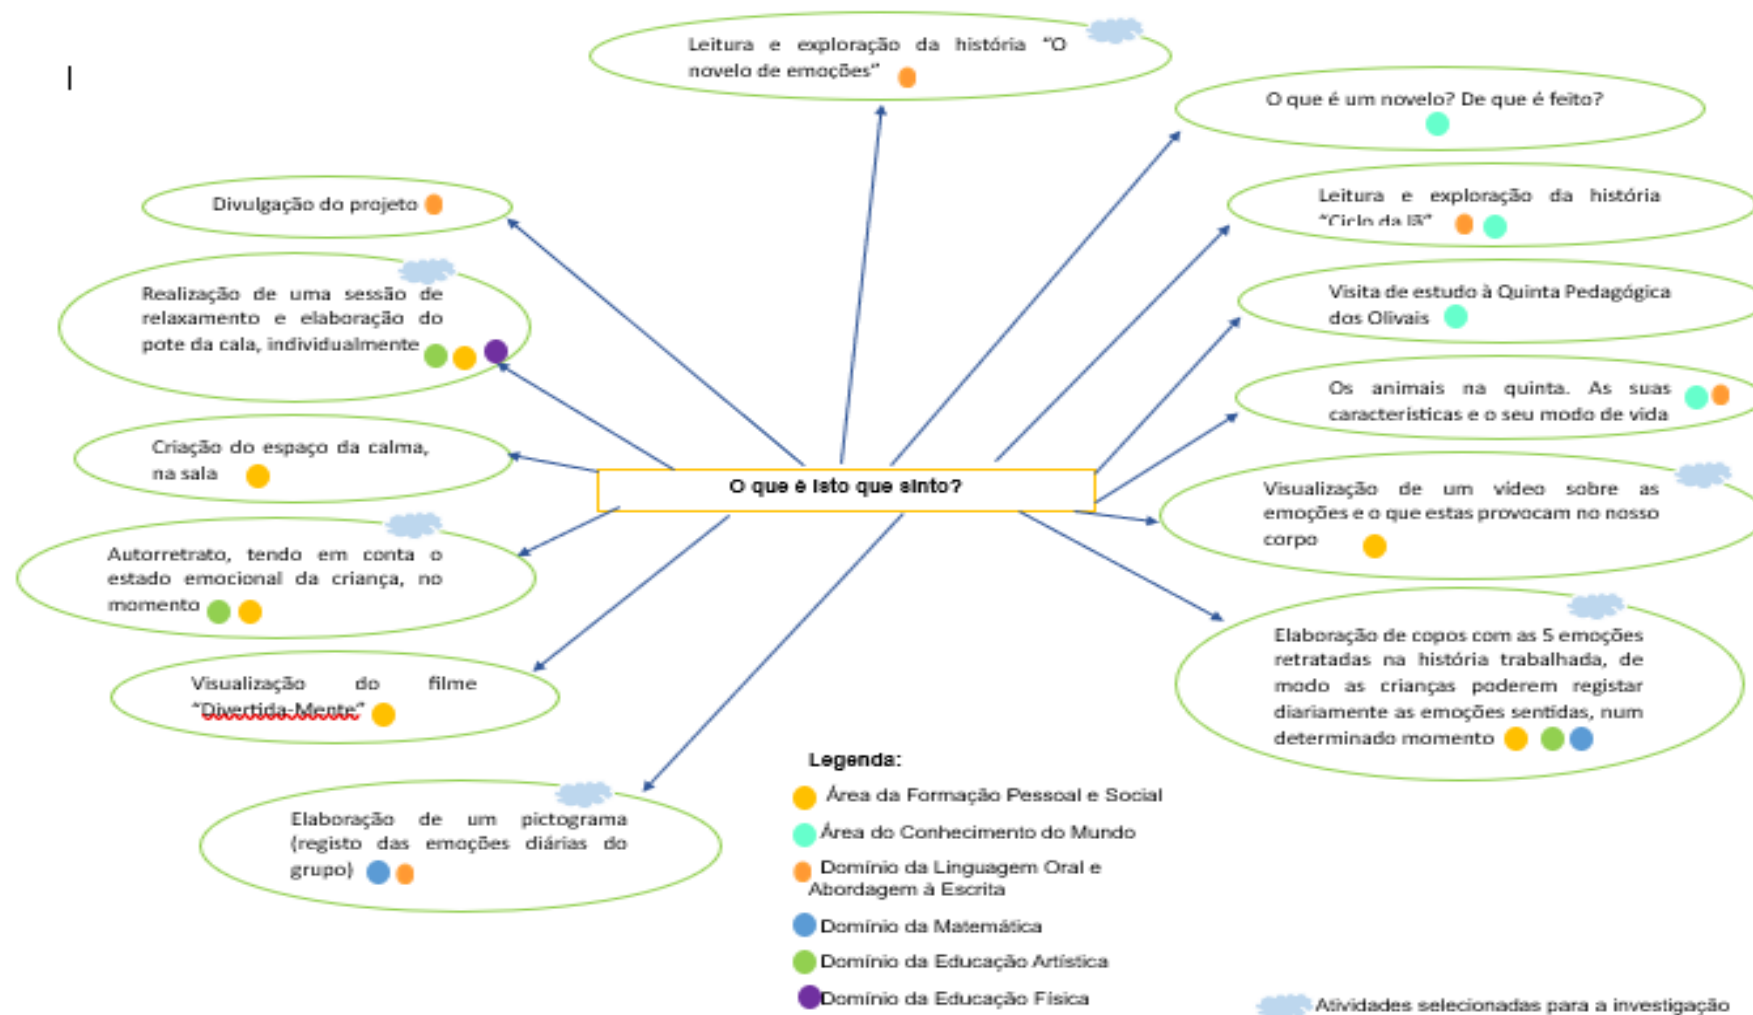 Leitura e exploração da história “O
novelo de emoções”
O que é um novelo? De que é feito?
Leitura e exploração da história
“Ciclo da lã”
Visita de estudo à Quinta Pedagógica
dos Olivais
Os animais na quinta. As suas
características e o seu modo de vida
Visualização de um vídeo sobre as
emoções e o que estas provocam no nosso
corpo
Elaboração de copos com as 5 emoções
retratadas na história trabalhada, de
modo as crianças poderem registar
diariamente as emoções sentidas, num
determinado momento
Divulgação do projeto
Realização de uma sessão de
relaxamento e elaboração do
pote da cala, individualmente
Criação do espaço da calma,
na sala
Autorretrato, tendo em conta o
estado emocional da criança, no
momento
Visualização do filme
“Divertida-Mente”
Elaboração de um pictograma
(registo das emoções diárias do
grupo)
O que é isto que sinto?
Legenda:
Área da Formação Pessoal e Social
Área do Conhecimento do Mundo
Domínio da Linguagem Oral e
Abordagem à Escrita
Domínio da Matemática
Domínio da Educação Artística
Domínio da Educação Física
Atividades selecionadas para a investigação